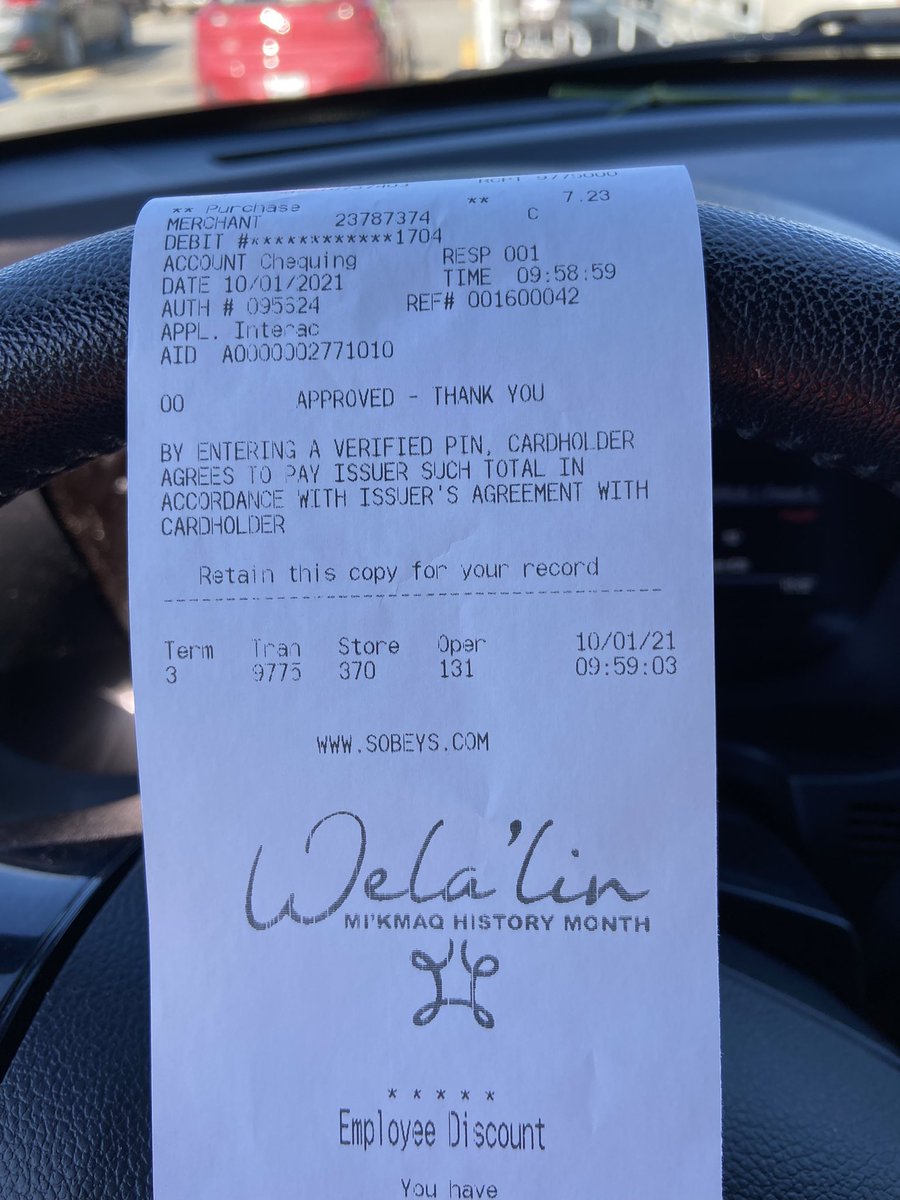 ** Purchase ** C 7.23
MERCHANT 23787374
DEBIT #************1704
ACCOUNT Chequing RESP 001
DATE 10/01/2021 TIME 09:58:59
AUTH # 095624 REF# 001600042
APPL. Interac
AID A0000002771010
00 APPROVED - THANK YOU
BY ENTERING A VERIFIED PIN, CARDHOLDER
AGREES TO PAY ISSUER SUCH TOTAL IN
ACCORDANCE WITH ISSUER'S AGREEMENT WITH
CARDHOLDER
Retain this copy for your record
Term Tran Store Oper 10/01/21
3 9775 370 131 09:59:03
WWW.SOBEYS.COM
Wela'lin
MI'KMAQ HISTORY MONTH
* * * * *
Employee Discount
You have